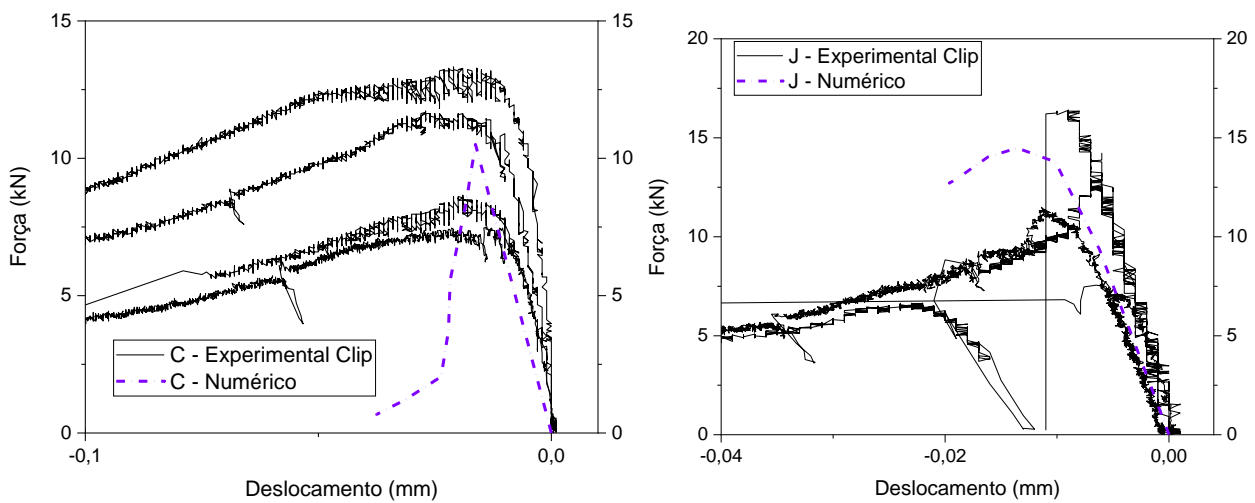 15
15
10
10
5
5
0
0
-0,1
0,0
Força (kN)
Deslocamento (mm)
C - Experimental Clip
C - Numérico
20
20
15
15
10
10
5
5
0
0
-0,04
-0,02
0,00
Força (kN)
Deslocamento (mm)
J - Experimental Clip
J - Numérico